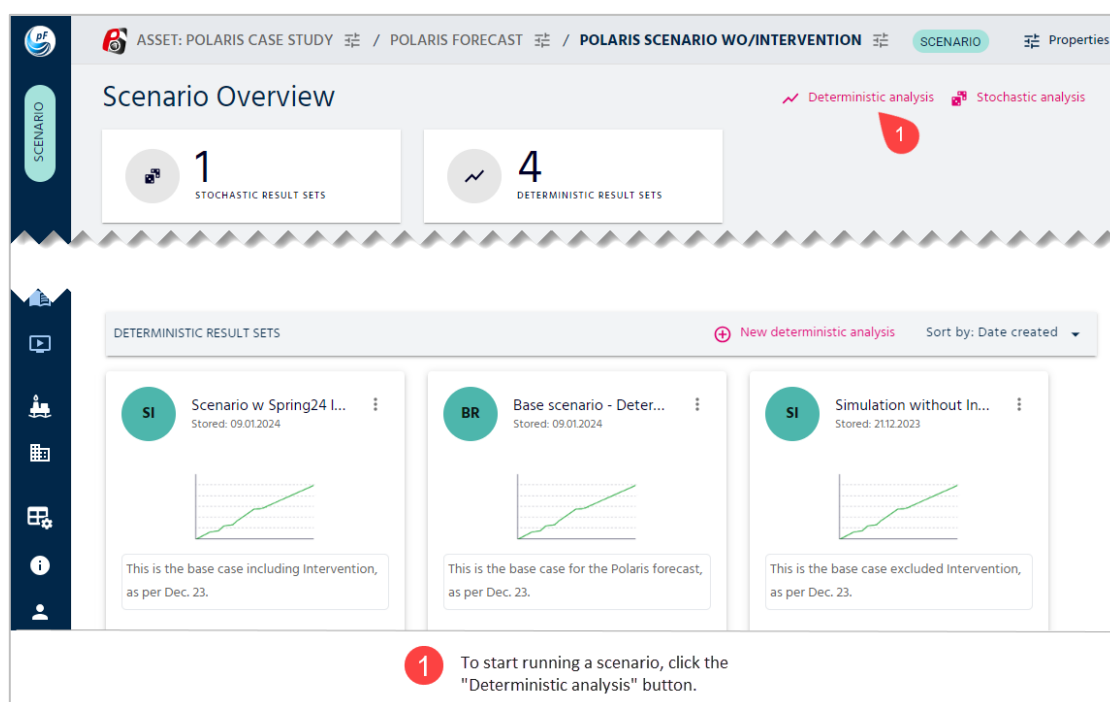 pF
ASSET: POLARIS CASE STUDY / POLARIS FORECAST / POLARIS SCENARIO WO/INTERVENTION SCENARIO Properties
SCENARIO
Scenario Overview
Deterministic analysis Stochastic analysis
1
1
STOCHASTIC RESULT SETS
4
DETERMINISTIC RESULT SETS
DETERMINISTIC RESULT SETS New deterministic analysis Sort by: Date created
SI Scenario w Spring24 I...
Stored: 09.01.2024
This is the base case including Intervention,
as per Dec. 23.
BR Base scenario - Deter...
Stored: 09.01.2024
This is the base case for the Polaris forecast,
as per Dec. 23.
SI Simulation without In...
Stored: 21.12.2023
This is the base case excluded Intervention,
as per Dec. 23.
1 To start running a scenario, click the
"Deterministic analysis" button.